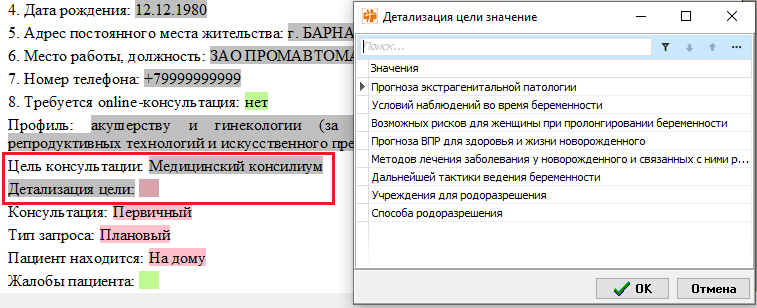 4. Дата рождения: 12.12.1980
5. Адрес постоянного места жительства: г. БАРНА
6. Место работы, должность: ЗАО ПРОМАВТОМА
7. Номер телефона: +79999999999
8. Требуется online-консультация: нет
Профиль: акушерству и гинекологии (за
репродуктивных технологий и искусственного пре
Цель консультации: Медицинский консилиум
Детализация цели:
Консультация: Первичный
Тип запроса: Плановый
Пациент находится: На дому
Жалобы пациента:
Детализация цели значение
Поиск...
Значения
Прогноза экстрагенитальной патологии
Условий наблюдений во время беременности
Возможных рисков для женщины при пролонгировании беременности
Прогноза ВПР для здоровья и жизни новорожденного
Методов лечения заболевания у новорожденного и связанных с ними р...
Дальнейшей тактики ведения беременности
Учреждения для родоразрешения
Способа родоразрешения
ОК
Отмена